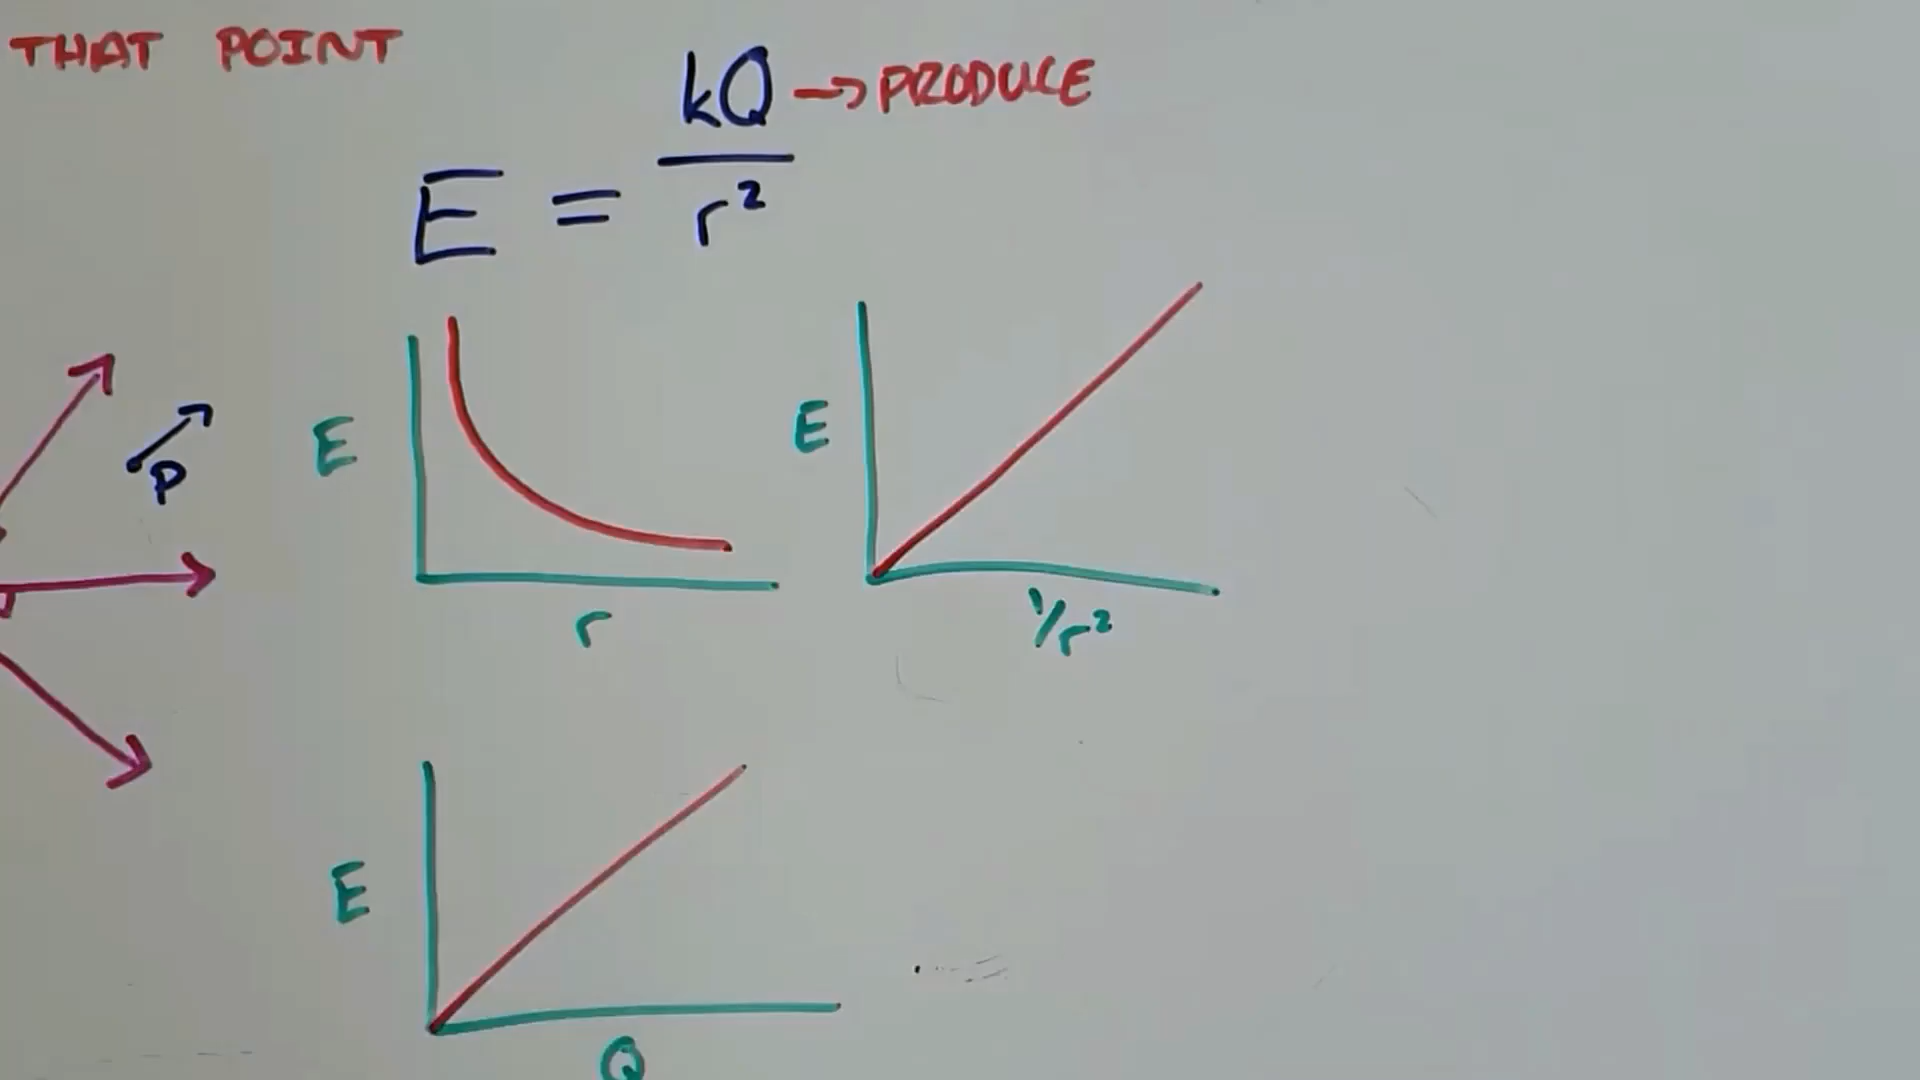 THAT POINT
E = kQ/r² → PRODUCE
P
E
r
E
1/r²
E
Q